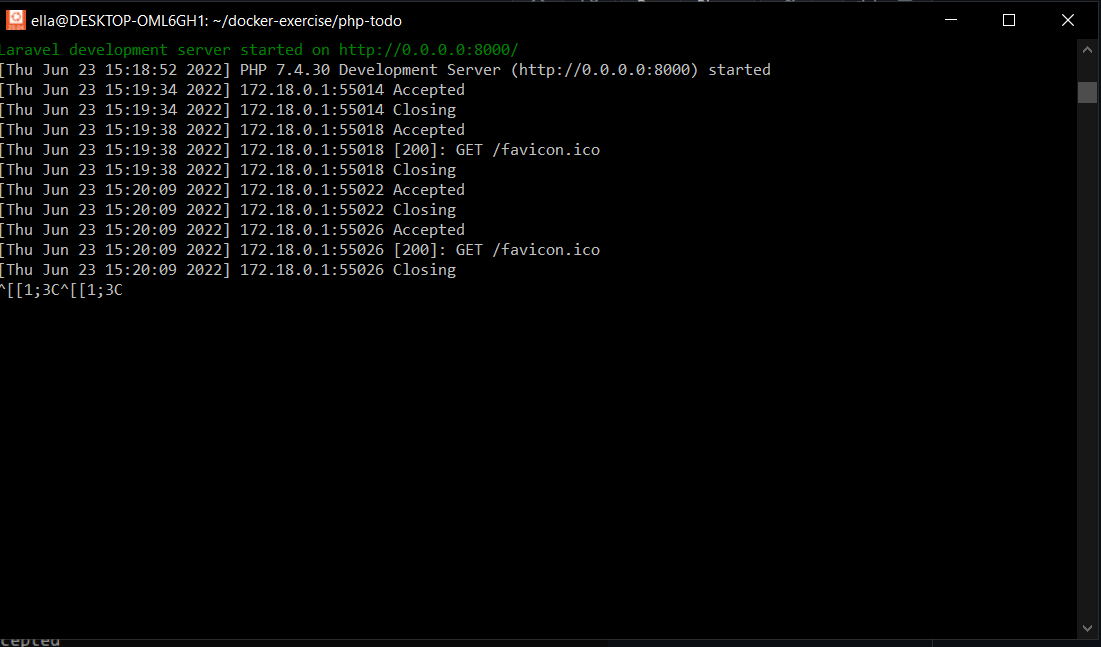 ella@DESKTOP-OML6GH1: ~/docker-exercise/php-todo
Laravel development server started on http://0.0.0.0:8000/
[Thu Jun 23 15:18:52 2022] PHP 7.4.30 Development Server (http://0.0.0.0:8000) started
[Thu Jun 23 15:19:34 2022] 172.18.0.1:55014 Accepted
[Thu Jun 23 15:19:34 2022] 172.18.0.1:55014 Closing
[Thu Jun 23 15:19:38 2022] 172.18.0.1:55018 Accepted
[Thu Jun 23 15:19:38 2022] 172.18.0.1:55018 [200]: GET /favicon.ico
[Thu Jun 23 15:19:38 2022] 172.18.0.1:55018 Closing
[Thu Jun 23 15:20:09 2022] 172.18.0.1:55022 Accepted
[Thu Jun 23 15:20:09 2022] 172.18.0.1:55022 Closing
[Thu Jun 23 15:20:09 2022] 172.18.0.1:55026 Accepted
[Thu Jun 23 15:20:09 2022] 172.18.0.1:55026 [200]: GET /favicon.ico
[Thu Jun 23 15:20:09 2022] 172.18.0.1:55026 Closing
^[[1;3C^[[1;3C
cepted